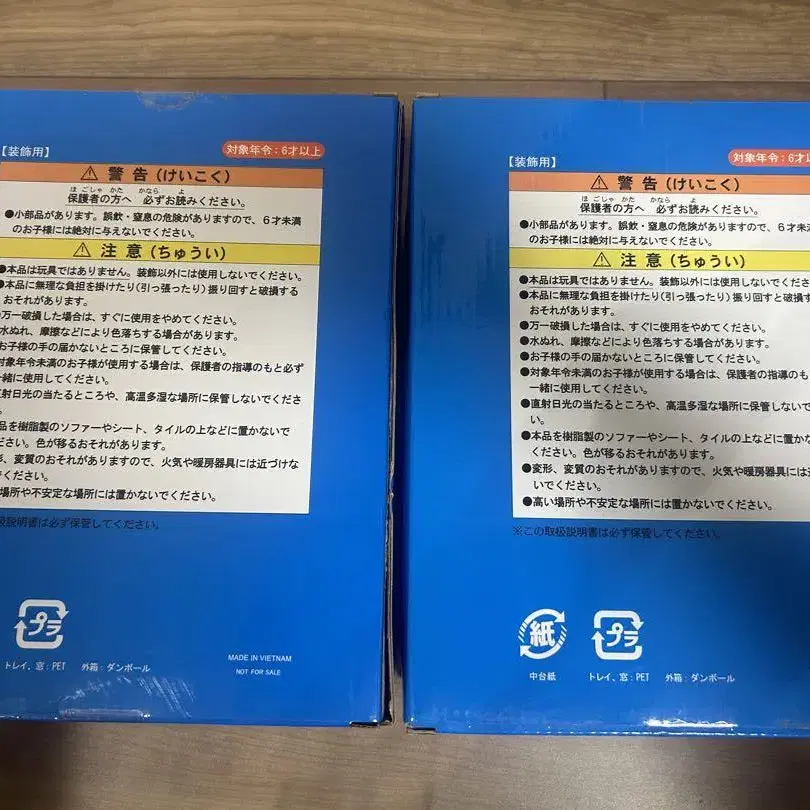 【装飾用】
対象年令：6才以上
⚠ 警告(けいこく)
保護者の方へ 必ずお読みください。
ほごしゃ かた かなら よ
●小部品があります。誤飲・窒息の危険がありますので、６才未満
のお子様には絶対に与えないでください。
⚠ 注意(ちゅうい)
●本品は玩具ではありません。装飾以外には使用しないでください。
●本品に無理な負担を掛けたり(引っ張ったり)振り回すと破損する
おそれがあります。
万一破損した場合は、すぐに使用をやめてください。
水ぬれ、摩擦などにより色落ちする場合があります。
お子様の手の届かないところに保管してください。
対象年令未満のお子様が使用する場合は、保護者の指導のもと必ず
一緒に使用してください。
直射日光の当たるところや、高温多湿な場所に保管しないでくださ
。
品を樹脂製のソファーやシート、タイルの上などに置かないで
ださい。色が移るおそれがあります。
形、変質のおそれがありますので、火気や暖房器具には近づけな
でください。
場所や不安定な場所には置かないでください。
扱説明書は必ず保管してください。
プラ
トレイ、窓：PET 外箱：ダンボール
MADE IN VIETNAM
NOT FOR SALE
【装飾用】
対象年令：6才以
⚠ 警告(けいこく)
ほごしゃ かた かなら よ
保護者の方へ 必ずお読みください。
●小部品があります。誤飲・窒息の危険がありますので、６才未満
のお子様には絶対に与えないでください。
⚠ 注意(ちゅうい)
●本品は玩具ではありません。装飾以外には使用しないでください
●本品に無理な負担を掛けたり(引っ張ったり)振り回すと破損す
おそれがあります。
●万一破損した場合は、すぐに使用をやめてください。
●水ぬれ、摩擦などにより色落ちする場合があります。
●お子様の手の届かないところに保管してください。
●対象年令未満のお子様が使用する場合は、保護者の指導のも
一緒に使用してください。
●直射日光の当たるところや、高温多湿な場所に保管しないでく
い。
●本品を樹脂製のソファーやシート、タイルの上などに置かな
ください。色が移るおそれがあります。
●変形、変質のおそれがありますので、火気や暖房器具には近
いでください。
●高い場所や不安定な場所には置かないでください。
※この取扱説明書は必ず保管してください。
紙
プラ
中台紙
トレイ、窓：PET 外箱：ダンボール